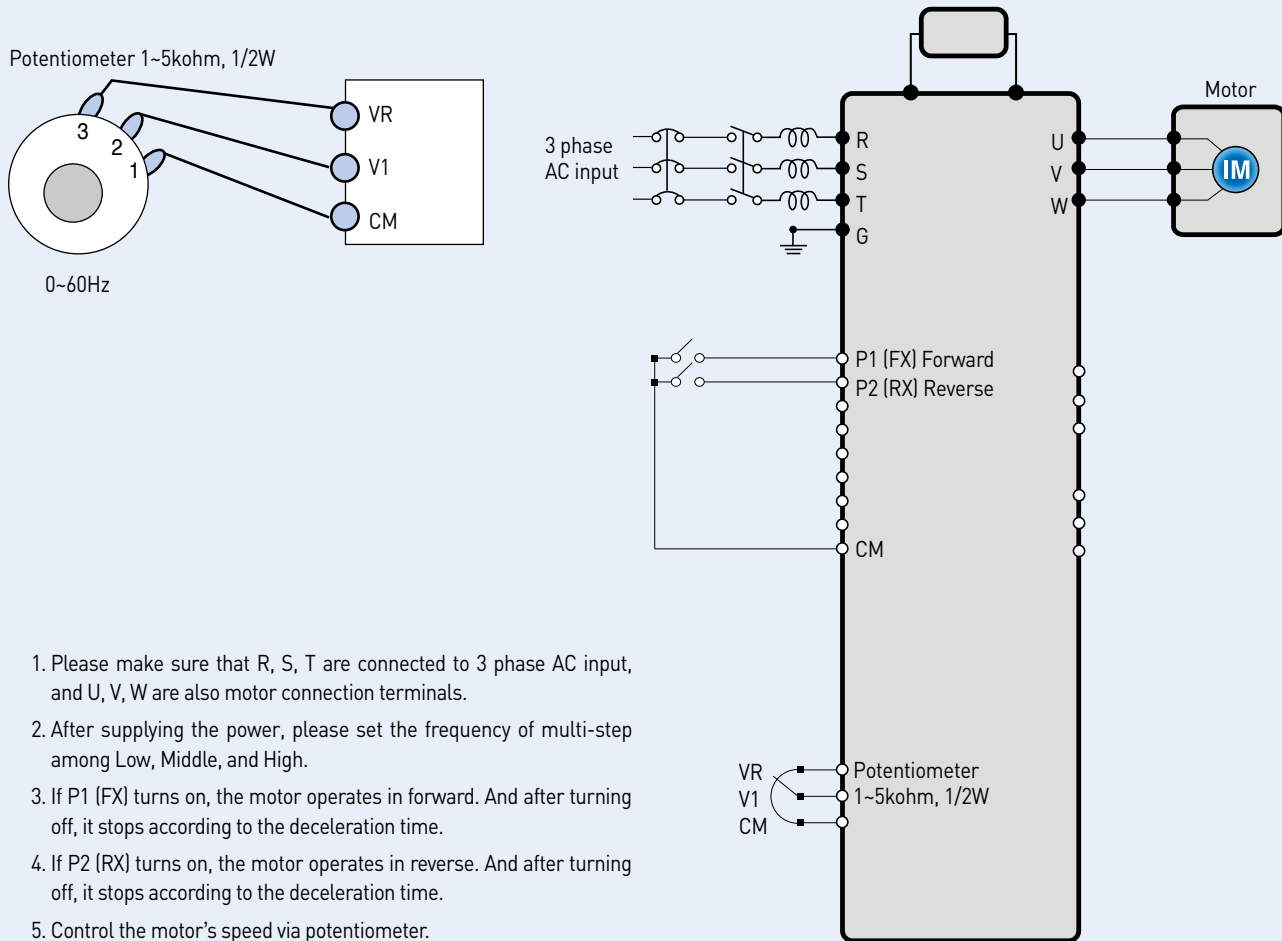 Potentiometer 1~5kohm, 1/2W
3
2
1
VR
V1
CM
0~60Hz
3 phase
AC input
R
S
T
G
U
V
W
Motor
IM
P1 (FX) Forward
P2 (RX) Reverse
CM
VR
V1
CM
Potentiometer
1~5kohm, 1/2W
1. Please make sure that R, S, T are connected to 3 phase AC input,
and U, V, W are also motor connection terminals.
2. After supplying the power, please set the frequency of multi-step
among Low, Middle, and High.
3. If P1 (FX) turns on, the motor operates in forward. And after turning
off, it stops according to the deceleration time.
4. If P2 (RX) turns on, the motor operates in reverse. And after turning
off, it stops according to the deceleration time.
5. Control the motor's speed via potentiometer.